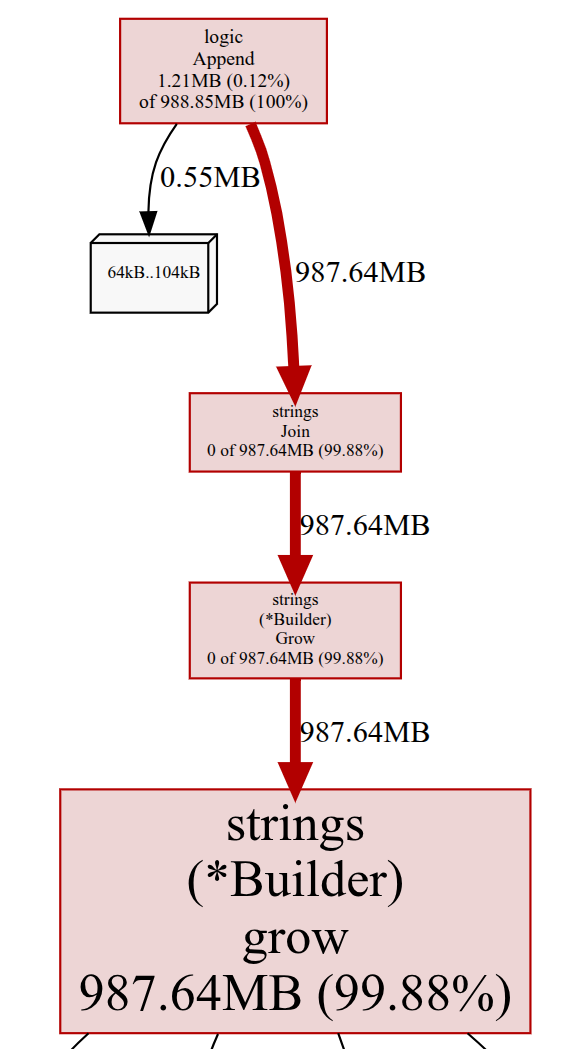 logic
Append
1.21MB (0.12%)
of 988.85MB (100%)
0.55MB
64kB..104kB
987.64MB
strings
Join
0 of 987.64MB (99.88%)
987.64MB
strings
(*Builder)
Grow
0 of 987.64MB (99.88%)
987.64MB
strings
(*Builder)
grow
987.64MB (99.88%)